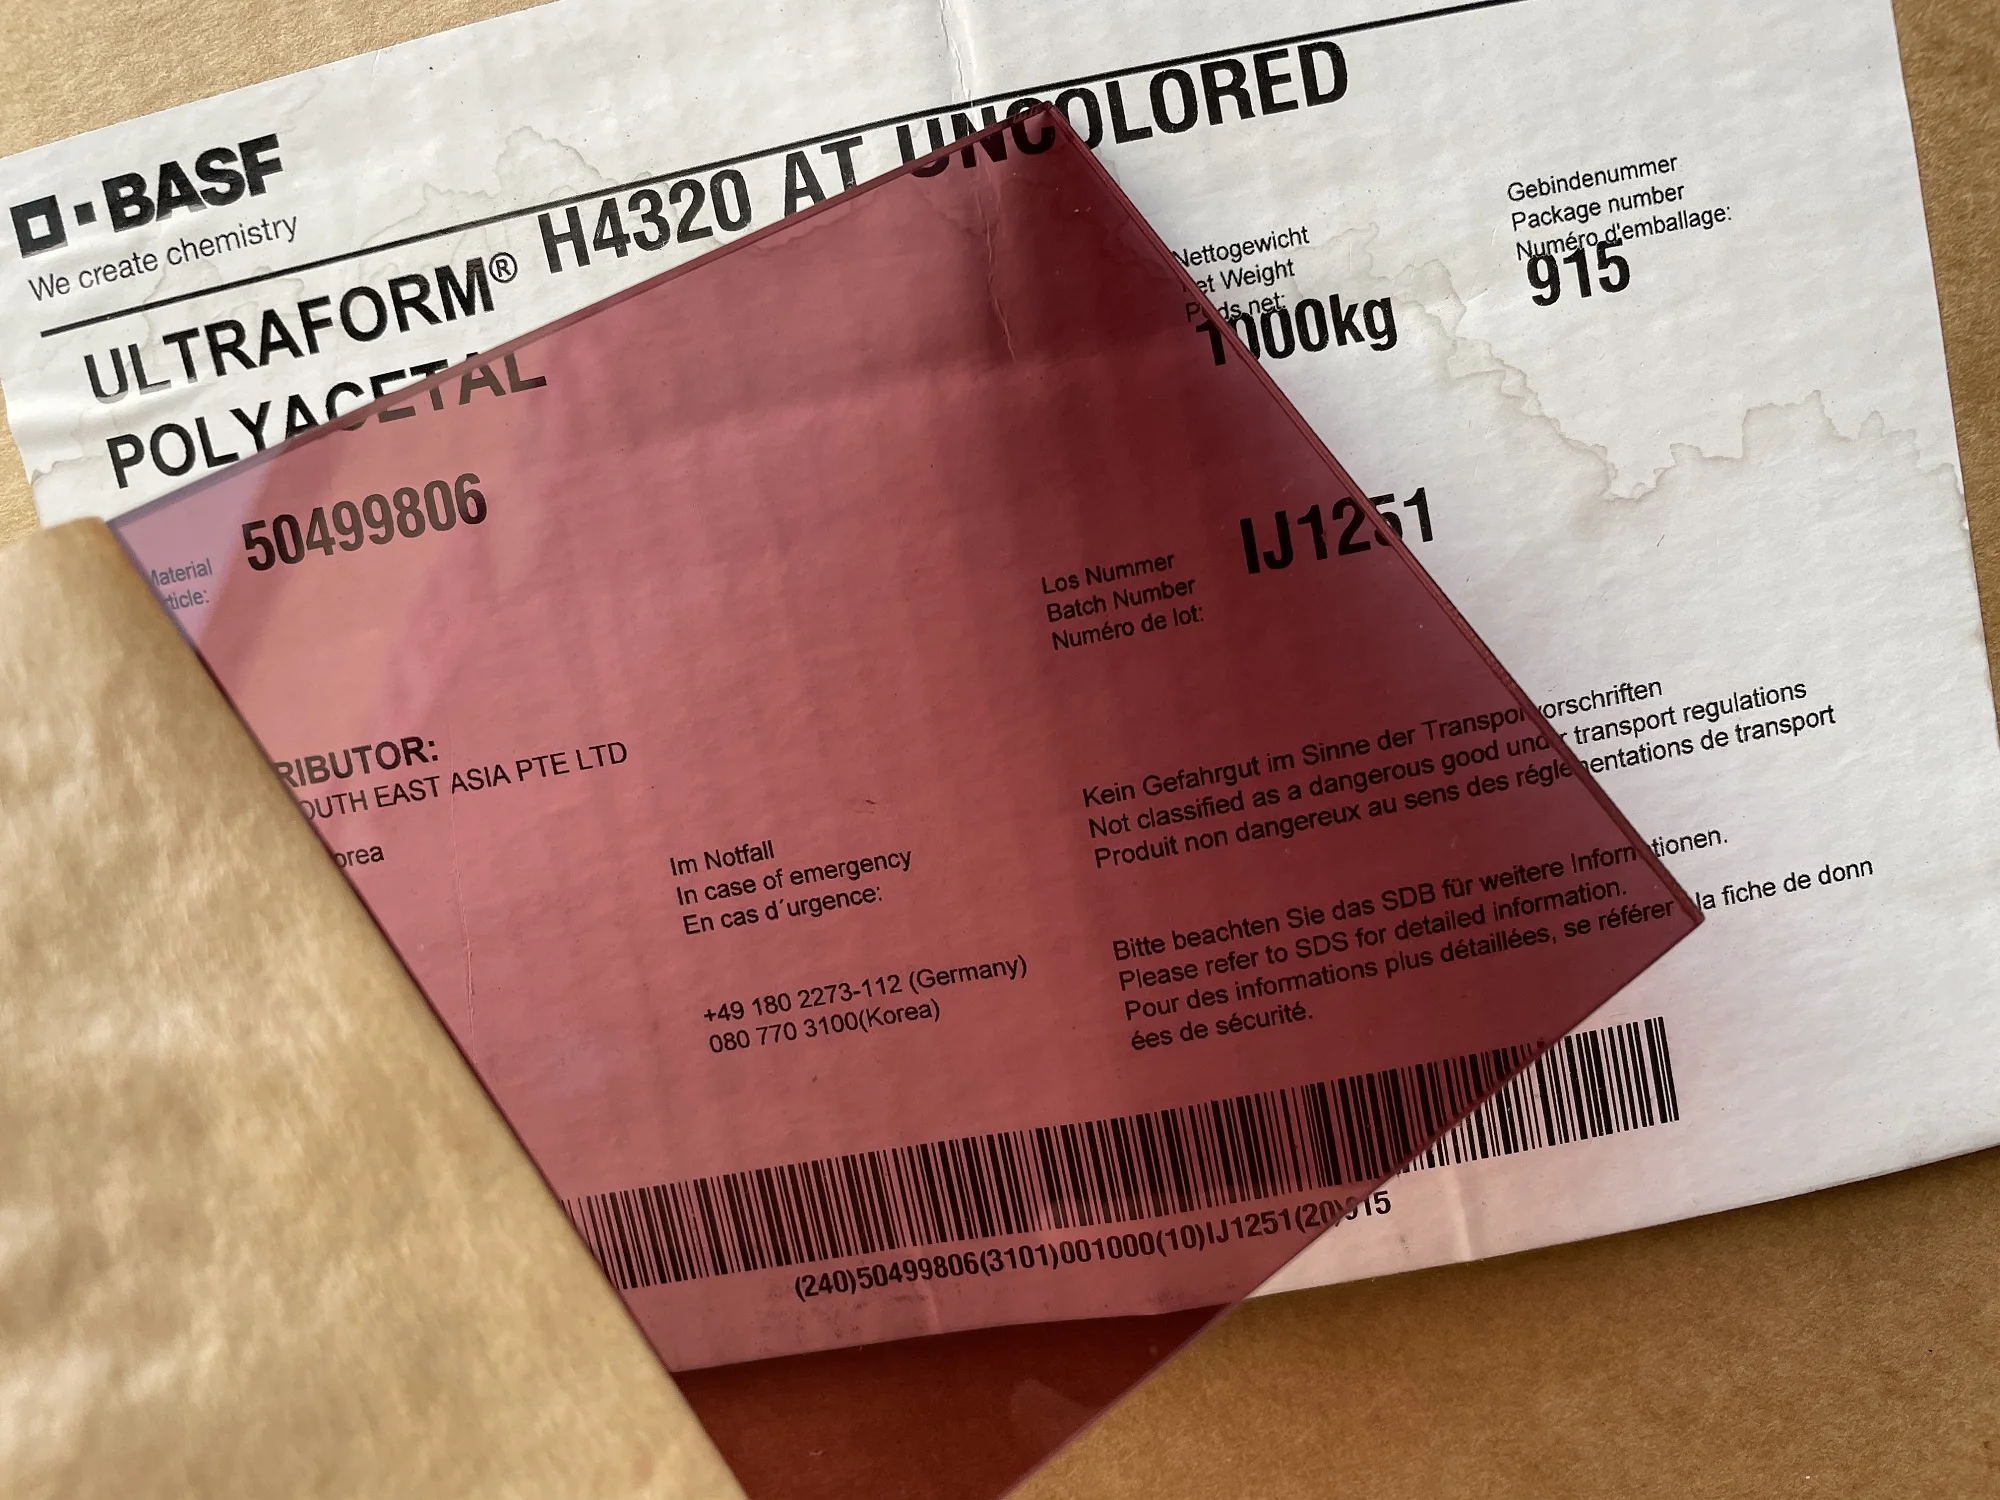 BASF
We create chemistry
ULTRAFORM® H4320 AT UNCOLORED
POLYACETAL
Nettogewicht
Net Weight
Poids net:
1000kg
Gebindenummer
Package number
Numéro d'emballage:
915
Material
ticle:
50499806
Los Nummer
Batch Number
Numéro de lot:
IJ1251
RIBUTOR:
OUTH EAST ASIA PTE LTD
orea
Im Notfall
In case of emergency
En cas d´urgence:
+49 180 2273-112 (Germany)
080 770 3100(Korea)
Kein Gefahrgut im Sinne der Transportvorschriften
Not classified as a dangerous good under transport regulations
Produit non dangereux au sens des réglementations de transport
Bitte beachten Sie das SDB für weitere Informationen.
Please refer to SDS for detailed information.
Pour des informations plus détaillées, se référer à la fiche de donn
ées de sécurité.
(240)50499806(3101)001000(10)IJ1251(20)915